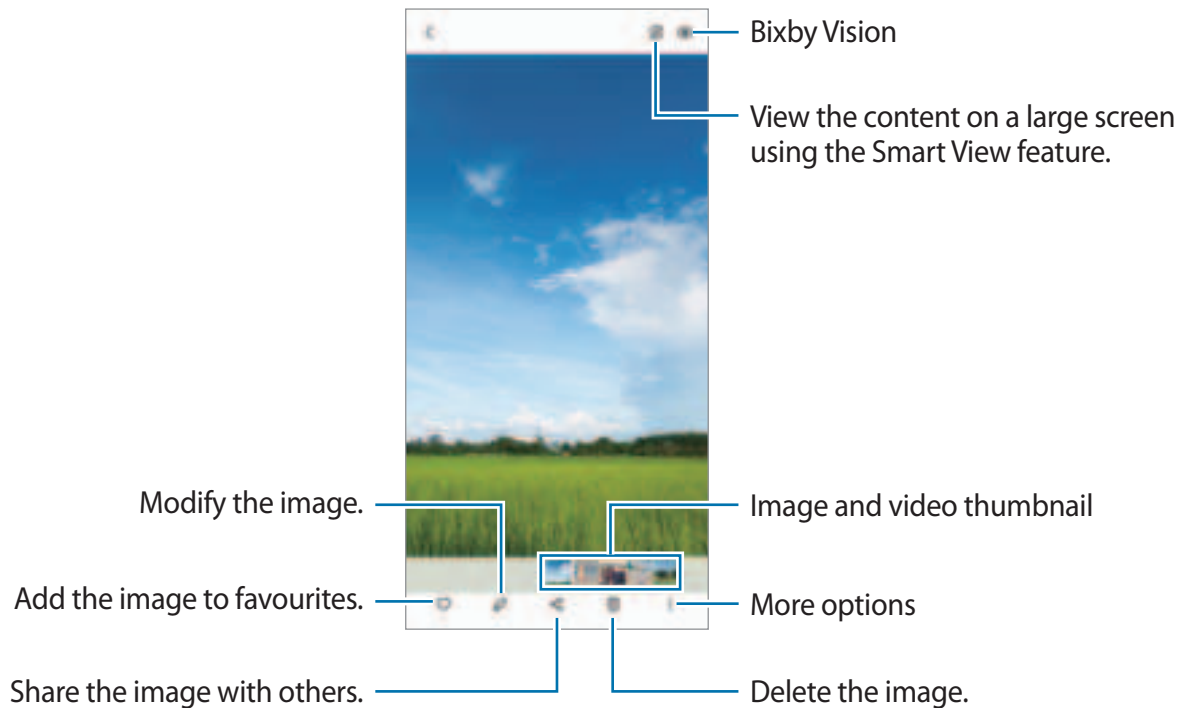 Bixby Vision
View the content on a large screen
using the Smart View feature.
Modify the image.
Image and video thumbnail
Add the image to favourites.
More options
Share the image with others.
Delete the image.